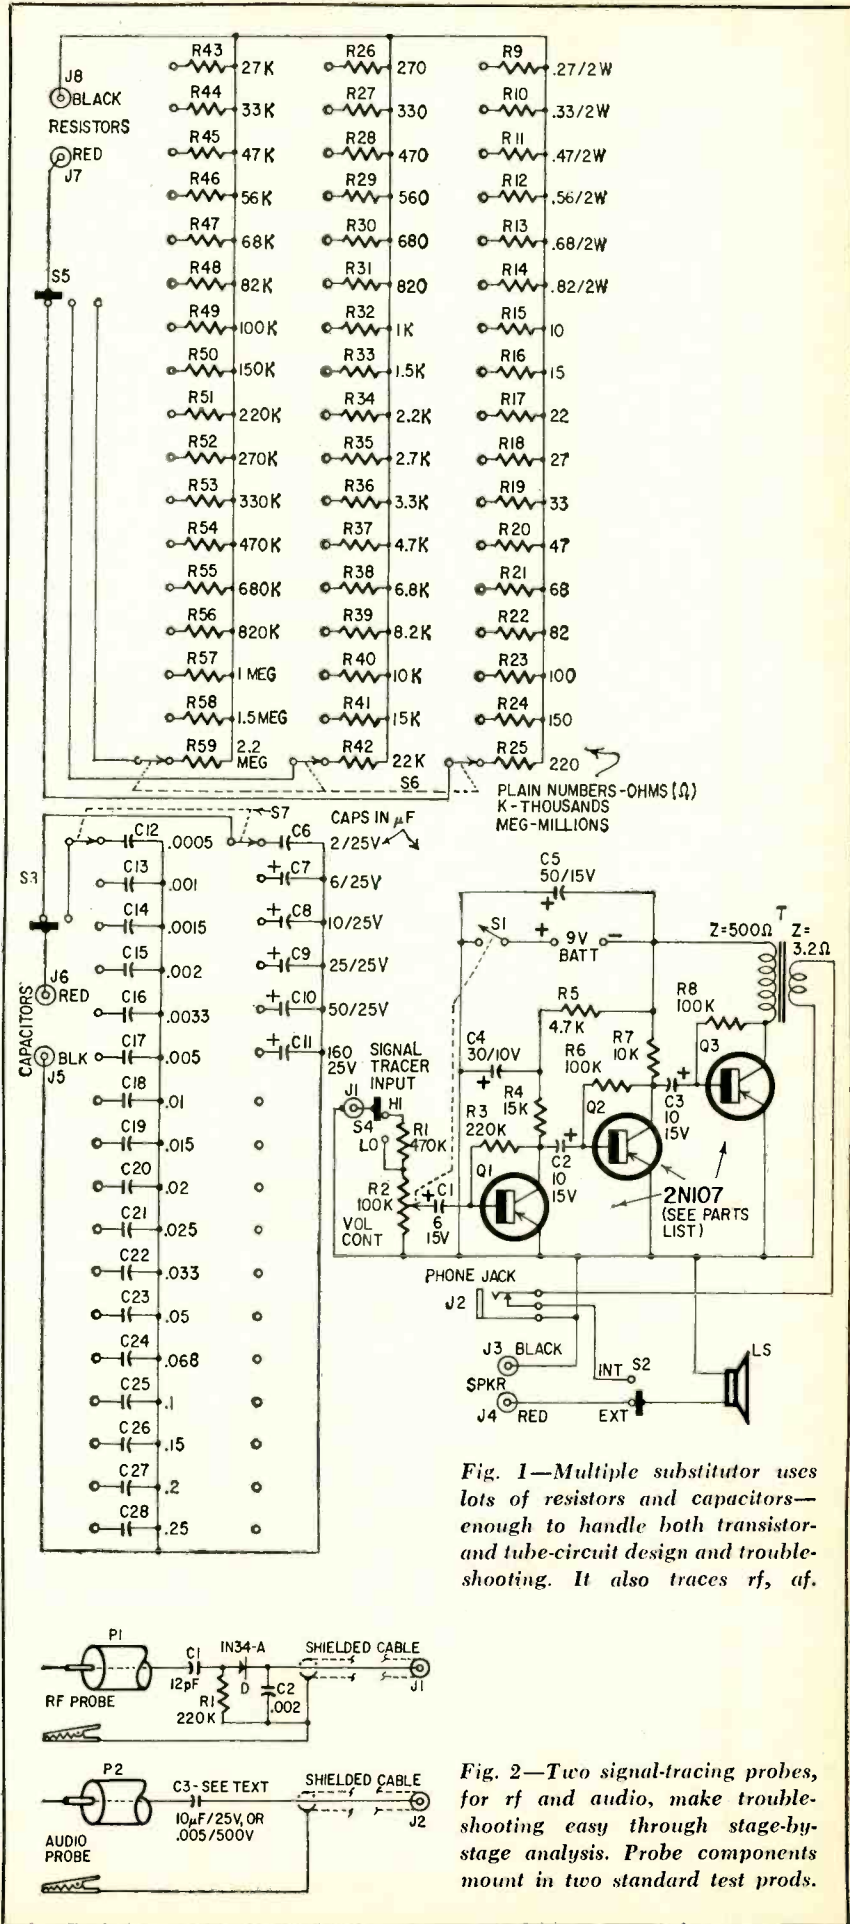 J8
BLACK
RESISTORS
RED
J7
S5
R43 27K
R44 33K
R45 47K
R46 56K
R47 68K
R48 82K
R49 100K
R50 150K
R51 220K
R52 270K
R53 330K
R54 470K
R55 680K
R56 820K
R57 1 MEG
R58 1.5MEG
R59 2.2 MEG
R26 270
R27 330
R28 470
R29 560
R30 680
R31 820
R32 1K
R33 1.5K
R34 2.2K
R35 2.7K
R36 3.3K
R37 4.7K
R38 6.8K
R39 8.2K
R40 10K
R41 15K
R42 22K
R9 .27/2W
R10 .33/2W
R11 .47/2W
R12 .56/2W
R13 .68/2W
R14 .82/2W
R15 10
R16 15
R17 22
R18 27
R19 33
R20 47
R21 68
R22 82
R23 100
R24 150
R25 220
S6
PLAIN NUMBERS-OHMS (Ω)
K-THOUSANDS
MEG-MILLIONS
S7
CAPS IN µF
S3
J6
RED
CAPACITORS
BLK
J5
C12 .0005
C13 .001
C14 .0015
C15 .002
C16 .0033
C17 .005
C18 .01
C19 .015
C20 .02
C21 .025
C22 .033
C23 .05
C24 .068
C25 .1
C26 .15
C27 .2
C28 .25
C6 2/25V
+ C7 6/25V
+ C8 10/25V
+ C9 25/25V
+ C10 50/25V
+ C11 160
25V
SIGNAL
TRACER
INPUT
J1
HI
S4
LO
R1
470K
R2
100K
VOL
CONT
+ C1
6
15V
C5
50/15V
+
S1
+ 9V −
BATT
T
Z=500Ω
Z=
3.2Ω
R5
4.7K
C4
30/10V
+
R4
15K
R3
220K
Q1
C2 +
10
15V
R6
100K
R7
10K
Q2
C3 +
10
15V
R8
100K
Q3
2N107
(SEE PARTS
LIST)
PHONE JACK
J2
J3 BLACK
SPKR
J4 RED
INT S2
EXT
LS
Fig. 1—Multiple substitutor uses
lots of resistors and capacitors—
enough to handle both transistor-
and tube-circuit design and trouble-
shooting. It also traces rf, af.
P1
RF PROBE
C1
12pF
1N34-A
D
R1
220K
C2
.002
SHIELDED CABLE
J1
P2
AUDIO
PROBE
C3-SEE TEXT
10µF/25V, OR
.005/500V
SHIELDED CABLE
J2
Fig. 2—Two signal-tracing probes,
for rf and audio, make trouble-
shooting easy through stage-by-
stage analysis. Probe components
mount in two standard test prods.